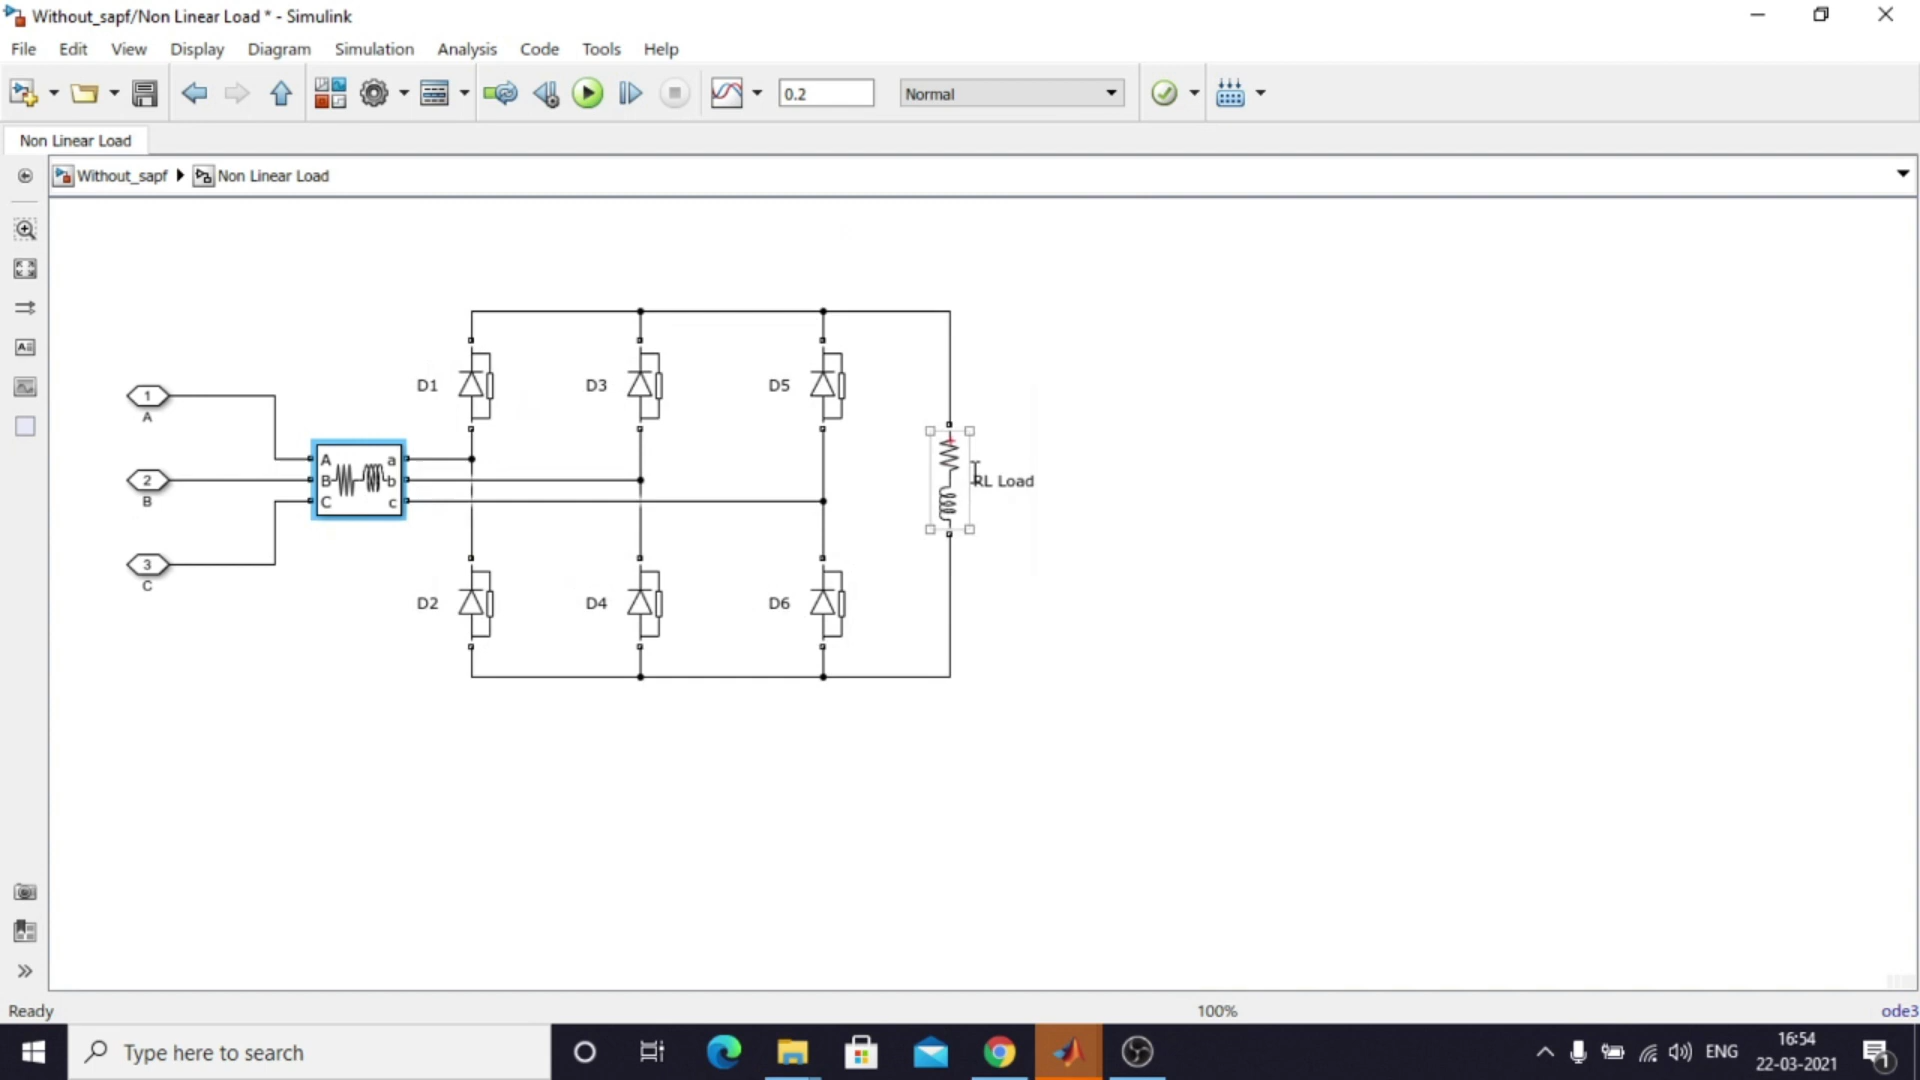 Without_sapf/Non Linear Load * - Simulink
File Edit View Display Diagram Simulation Analysis Code Tools Help
0.2 Normal
Non Linear Load
Without_sapf Non Linear Load
D1 D3 D5
1
A
A a
B b
C c
2
B
RL Load
3
C
D2 D4 D6
Ready 100% ode3
Type here to search
ENG
16:54
22-03-2021
1